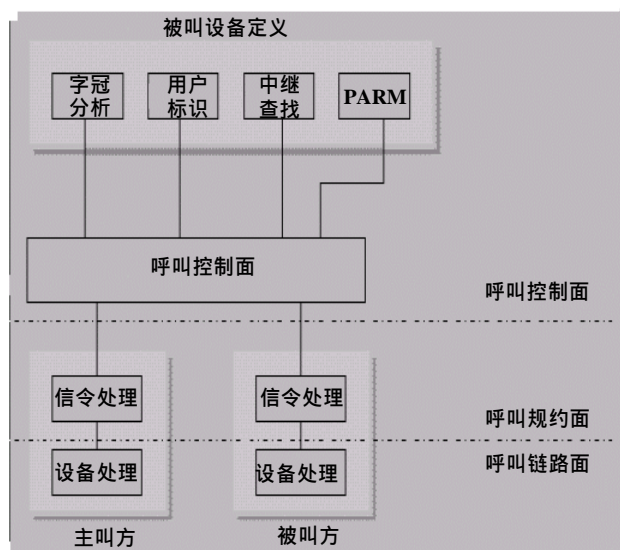 被叫设备定义
字冠
分析
用户
标识
中继
查找
PARM
呼叫控制面
呼叫控制面
信令处理
信令处理
呼叫规约面
设备处理
设备处理
呼叫链路面
主叫方
被叫方